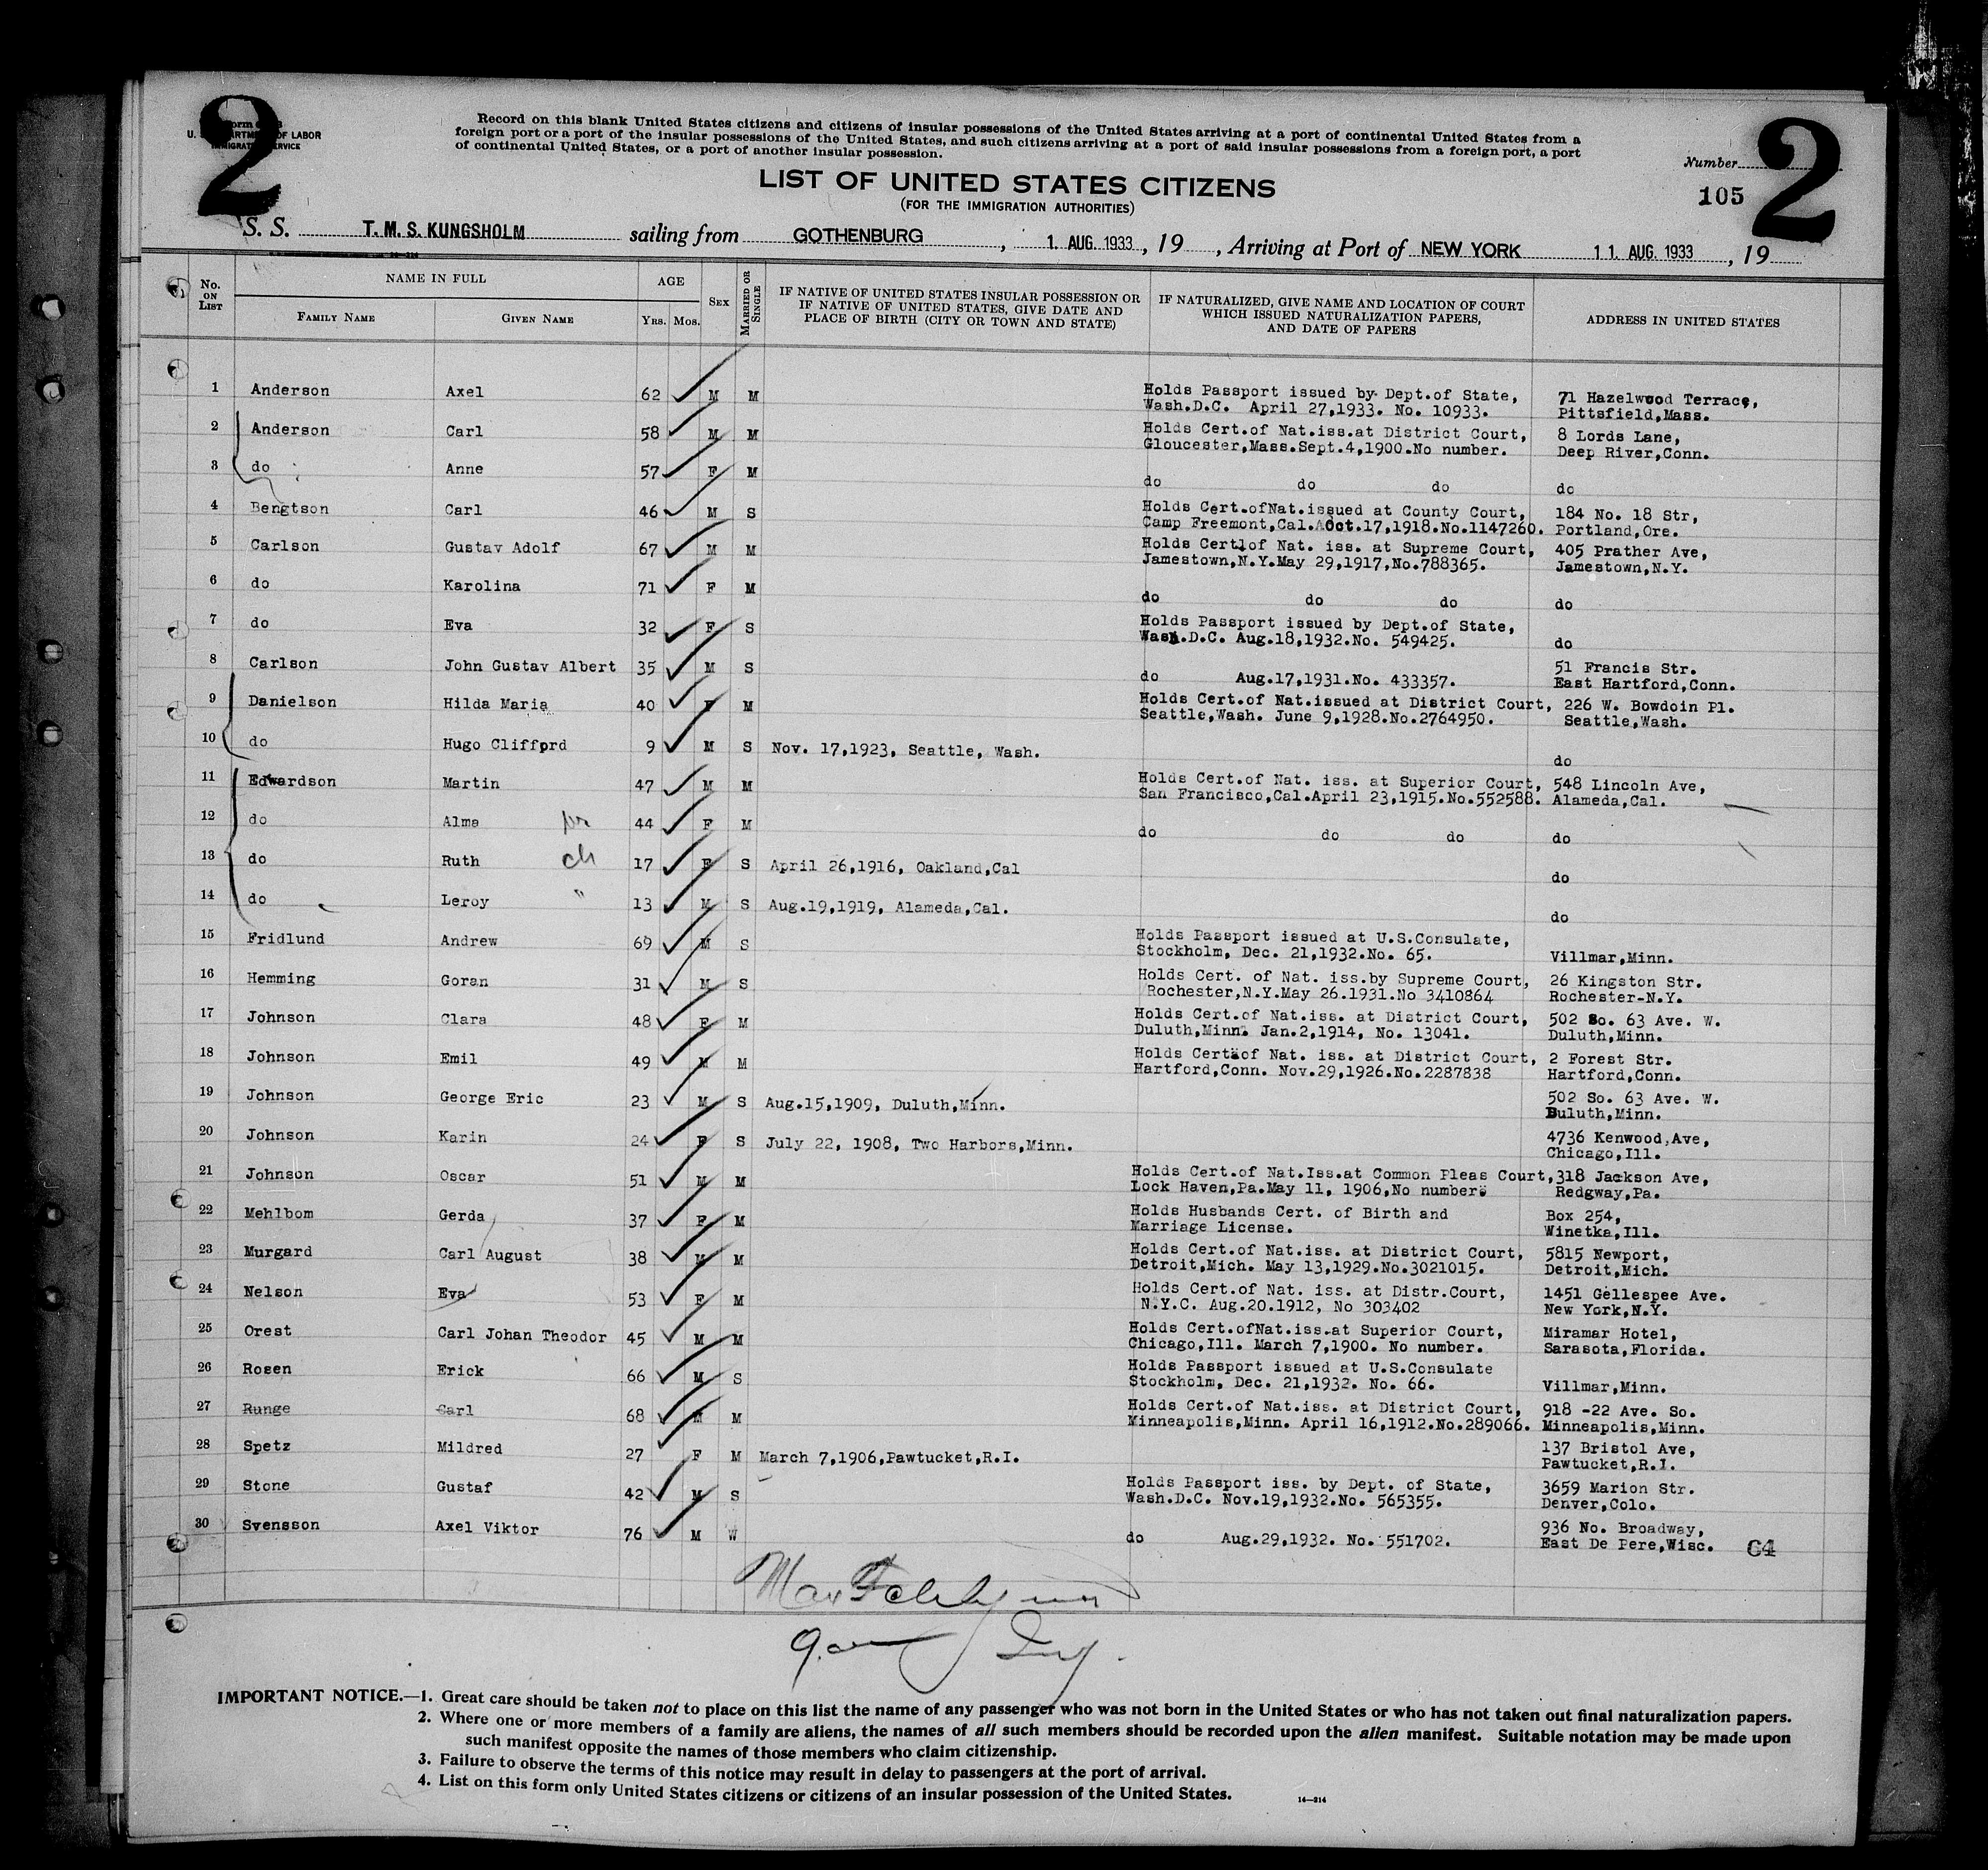 2
2
Form
U. S. DEPARTMENT OF LABOR
IMMIGRATION SERVICE
Record on this blank United States citizens and citizens of insular possessions of the United States arriving at a port of continental United States from a
foreign port or a port of the insular possessions of the United States, and such citizens arriving at a port of said insular possessions from a foreign port, a port
of continental United States, or a port of another insular possession.
Number
105
LIST OF UNITED STATES CITIZENS
(FOR THE IMMIGRATION AUTHORITIES)
S. S. T. M. S. KUNGSHOLM sailing from GOTHENBURG, 1. AUG. 1933, 19, Arriving at Port of NEW YORK 11. AUG. 1933, 19
No. ON LIST NAME IN FULL FAMILY NAME GIVEN NAME AGE YRS. MOS. SEX MARRIED OR SINGLE IF NATIVE OF UNITED STATES INSULAR POSSESSION OR IF NATIVE OF UNITED STATES, GIVE DATE AND PLACE OF BIRTH (CITY OR TOWN AND STATE) IF NATURALIZED, GIVE NAME AND LOCATION OF COURT WHICH ISSUED NATURALIZATION PAPERS, AND DATE OF PAPERS ADDRESS IN UNITED STATES
1 Anderson Axel 62 M M Holds Passport issued by Dept.of State, 71 Hazelwood Terrace,
Wash.D.C. April 27,1933. No. 10933. Pittsfield,Mass.
2 Anderson Carl 58 M M Holds Cert.of Nat.iss.at District Court, 8 Lords Lane,
Gloucester,Mass.Sept.4,1900.No number. Deep River,Conn.
3 do Anne 57 F M do do do do
4 Bengtson Carl 46 M S Holds Cert.ofNat.issued at County Court, 184 No. 18 Str,
Camp Freemont,Cal.AOct.17,1918.No.1147260. Portland,Ore.
5 Carlson Gustav Adolf 67 M M Holds Cert1of Nat. iss. at Supreme Court, 405 Prather Ave,
Jamestown,N.Y.May 29,1917,No.788365. Jamestown,N.Y.
6 do Karolina 71 F M do do do do
7 do Eva 32 F S Holds Passport issued by Dept.of State,
Wash.D.C. Aug.18,1932.No. 549425. do
8 Carlson John Gustav Albert 35 M S 51 Francis Str.
do Aug.17,1931.No. 433357. East Hartford,Conn.
9 Danielson Hilda Maria 40 F M Holds Cert.of Nat.issued at District Court, 226 W. Bowdoin Pl.
Seattle,Wash. June 9,1928.No.2764950. Seattle,Wash.
10 do Hugo Cliffprd 9 M S Nov. 17,1923, Seattle, Wash. do
11 Edwardson Martin 47 M M Holds Cert.of Nat. iss. at Superior Court, 548 Lincoln Ave,
San Francisco,Cal.April 23,1915.No.552588. Alameda,Cal.
12 do Alma 44 F M do do do do
13 do Ruth ch 17 F S April 26,1916, Oakland,Cal do
14 do Leroy " 13 M S Aug.19,1919, Alameda,Cal. do
15 Fridlund Andrew 69 M S Holds Passport issued at U.S.Consulate,
Stockholm, Dec. 21,1932.No. 65. Villmar,Minn.
16 Hemming Goran 31 M S Holds Cert. of Nat. iss.by Supreme Court, 26 Kingston Str.
Rochester,N.Y.May 26.1931.No 3410864 Rochester-N.Y.
17 Johnson Clara 48 F M Holds Cert.of Nat.iss. at District Court, 502 So. 63 Ave. W.
Duluth,Minn. Jan.2,1914, No. 13041. Duluth,Minn.
18 Johnson Emil 49 M M Holds Cert of Nat. iss. at District Court, 2 Forest Str.
Hartford,Conn. Nov.29,1926.No.2287838 Hartford,Conn.
19 Johnson George Eric 23 M S Aug.15,1909, Duluth,Minn. 502 So. 63 Ave. W.
Duluth,Minn.
20 Johnson Karin 24 F S July 22, 1908, Two Harbors,Minn. 4736 Kenwood,Ave,
Chicago,Ill.
21 Johnson Oscar 51 M M Holds Cert.of Nat.Iss.at Common Pleas Court, 318 Jackson Ave,
Lock Haven,Pa.May 11, 1906,No number. Redgway,Pa.
22 Mehlbom Gerda 37 F M Holds Husbands Cert. of Birth and Box 254,
Marriage License. Winetka,Ill.
23 Murgard Carl August 38 M M Holds Cert.of Nat.iss. at District Court, 5815 Newport,
Detroit,Mich. May 13,1929.No.3021015. Detroit,Mich.
24 Nelson Eva 53 F M Holds Cert.of Nat. iss. at Distr.Court, 1451 Gellespee Ave.
N.Y.C. Aug.20.1912, No 303402 New York,N.Y.
25 Orest Carl Johan Theodor 45 M M Holds Cert.ofNat.iss.at Superior Court, Miramar Hotel,
Chicago,Ill. March 7,1900. No number. Sarasota,Florida.
26 Rosen Erick 66 M S Holds Passport issued at U.S.Consulate
Stockholm, Dec. 21,1932. No. 66. Villmar,Minn.
27 Runge Carl 68 M M Holds Cert.of Nat.iss. at District Court, 918 -22 Ave. So.
Minneapolis,Minn. April 16,1912.No.289066. Minneapolis,Minn.
28 Spetz Mildred 27 F M March 7,1906,Pawtucket,R.I. 137 Bristol Ave,
Pawtucket,R.I.
29 Stone Gustaf 42 M S Holds Passport iss. by Dept. of State, 3659 Marion Str.
Wash.D.C. Nov.19,1932.No. 565355. Denver,Colo.
30 Svensson Axel Viktor 76 M W 936 No. Broadway,
do Aug.29,1932. No. 551702. East De Pere,Wisc. C4
IMPORTANT NOTICE.—1. Great care should be taken not to place on this list the name of any passenger who was not born in the United States or who has not taken out final naturalization papers.
2. Where one or more members of a family are aliens, the names of all such members should be recorded upon the alien manifest. Suitable notation may be made upon
such manifest opposite the names of those members who claim citizenship.
3. Failure to observe the terms of this notice may result in delay to passengers at the port of arrival.
4. List on this form only United States citizens or citizens of an insular possession of the United States.
14—214